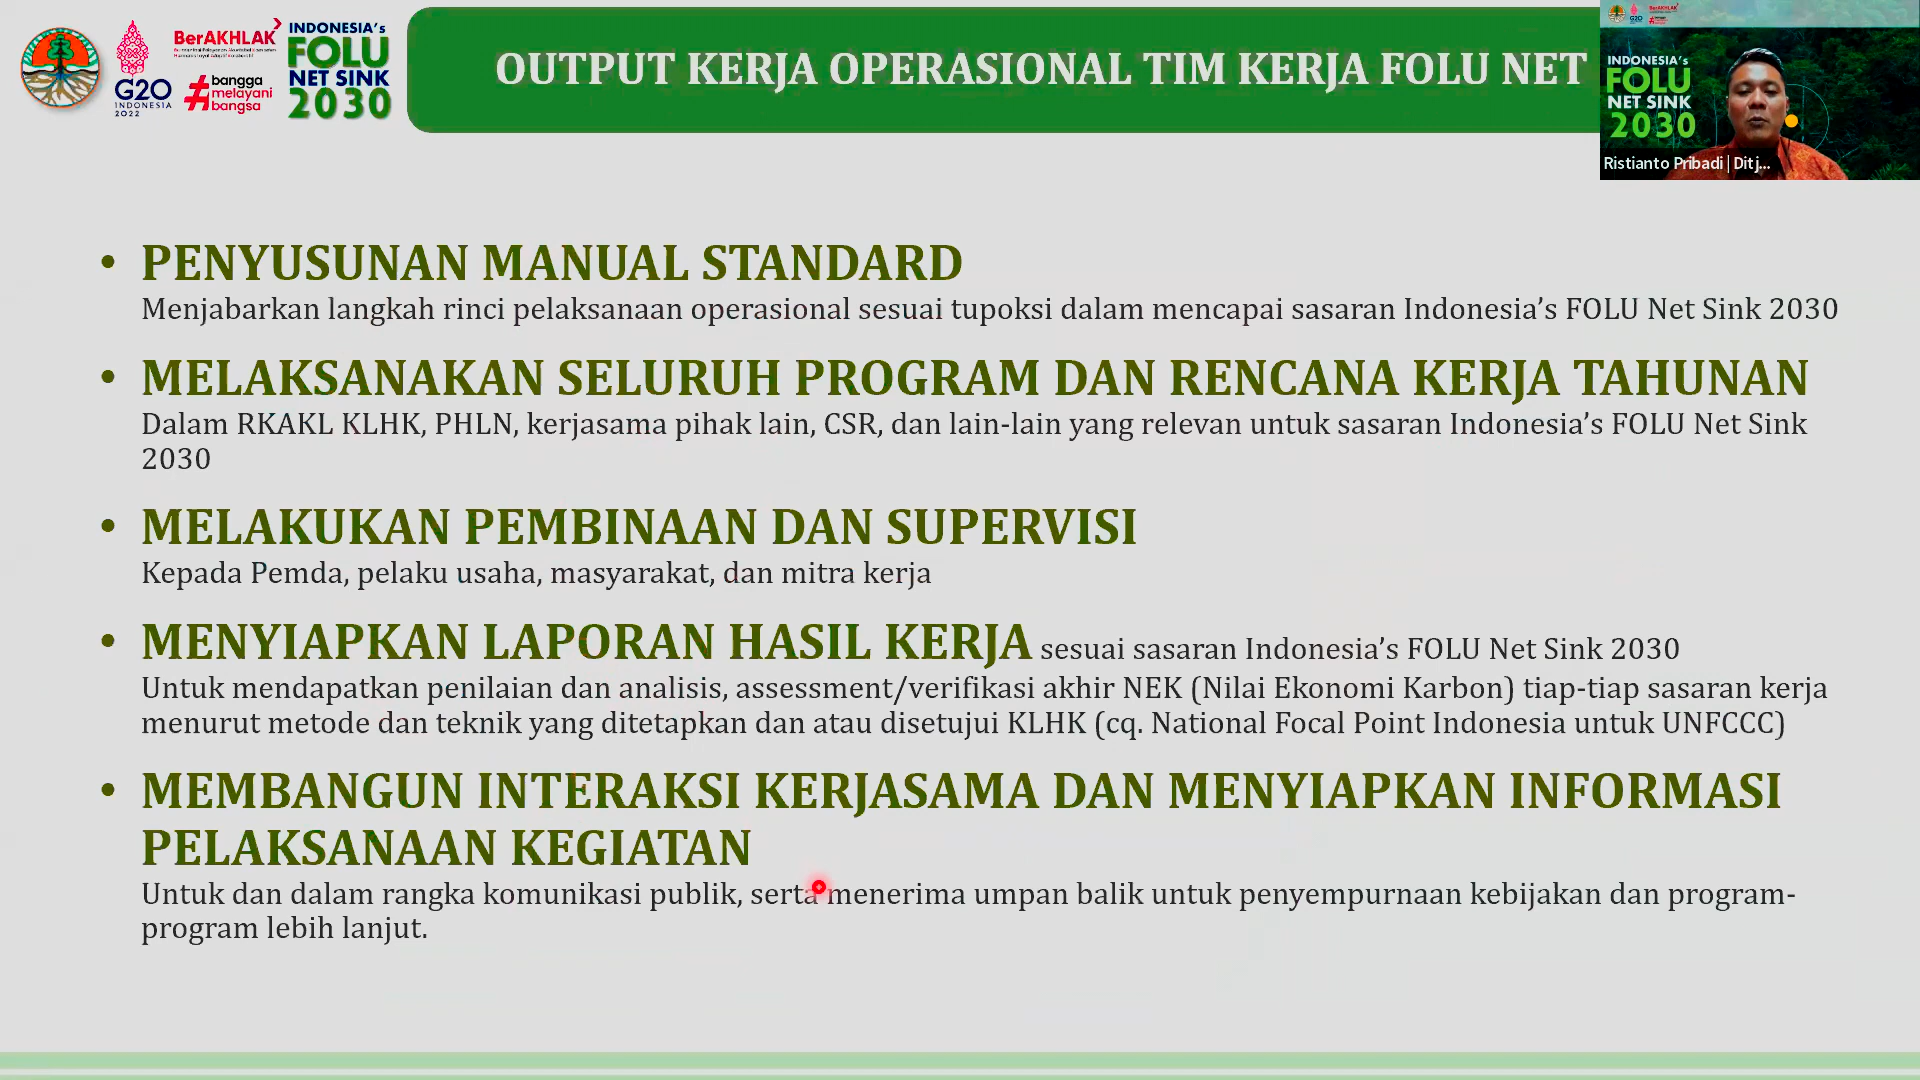 BerAKHLAK
G20
INDONESIA
2022
#bangga
melayani
bangsa
INDONESIA's
FOLU
NET SINK
2030
OUTPUT KERJA OPERASIONAL TIM KERJA FOLU NET
INDONESIA's
FOLU
NET SINK
2030
Ristianto Pribadi | Ditj...
• PENYUSUNAN MANUAL STANDARD
Menjabarkan langkah rinci pelaksanaan operasional sesuai tupoksi dalam mencapai sasaran Indonesia’s FOLU Net Sink 2030
• MELAKSANAKAN SELURUH PROGRAM DAN RENCANA KERJA TAHUNAN
Dalam RKAKL KLHK, PHLN, kerjasama pihak lain, CSR, dan lain-lain yang relevan untuk sasaran Indonesia’s FOLU Net Sink
2030
• MELAKUKAN PEMBINAAN DAN SUPERVISI
Kepada Pemda, pelaku usaha, masyarakat, dan mitra kerja
• MENYIAPKAN LAPORAN HASIL KERJA sesuai sasaran Indonesia’s FOLU Net Sink 2030
Untuk mendapatkan penilaian dan analisis, assessment/verifikasi akhir NEK (Nilai Ekonomi Karbon) tiap-tiap sasaran kerja
menurut metode dan teknik yang ditetapkan dan atau disetujui KLHK (cq. National Focal Point Indonesia untuk UNFCCC)
• MEMBANGUN INTERAKSI KERJASAMA DAN MENYIAPKAN INFORMASI
PELAKSANAAN KEGIATAN
Untuk dan dalam rangka komunikasi publik, serta menerima umpan balik untuk penyempurnaan kebijakan dan program-
program lebih lanjut.